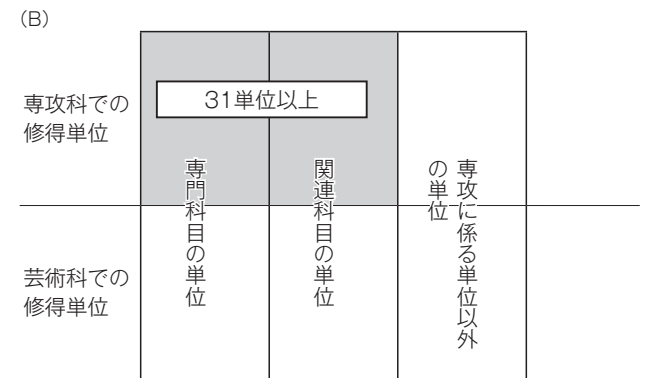 (B)
専攻科での
修得単位
31単位以上
専門科目の単位
関連科目の単位
専攻に係る単位以外
の単位
芸術科での
修得単位